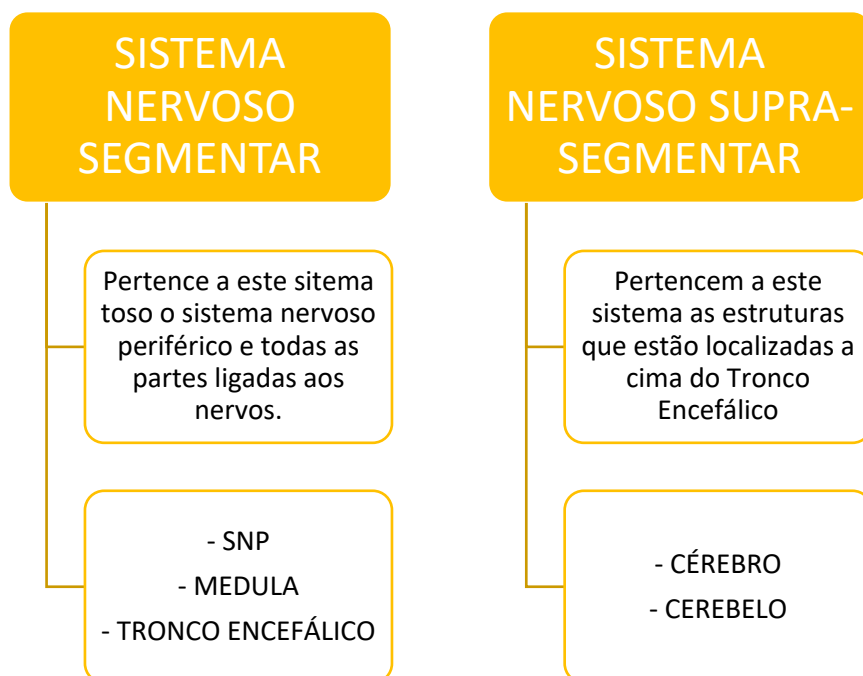 SISTEMA
NERVOSO
SEGMENTAR
Pertence a este sitema
toso o sistema nervoso
periférico e todas as
partes ligadas aos
nervos.
- SNP
- MEDULA
- TRONCO ENCEFÁLICO
SISTEMA
NERVOSO SUPRA-
SEGMENTAR
Pertencem a este
sistema as estruturas
que estão localizadas a
cima do Tronco
Encefálico
- CÉREBRO
- CEREBELO